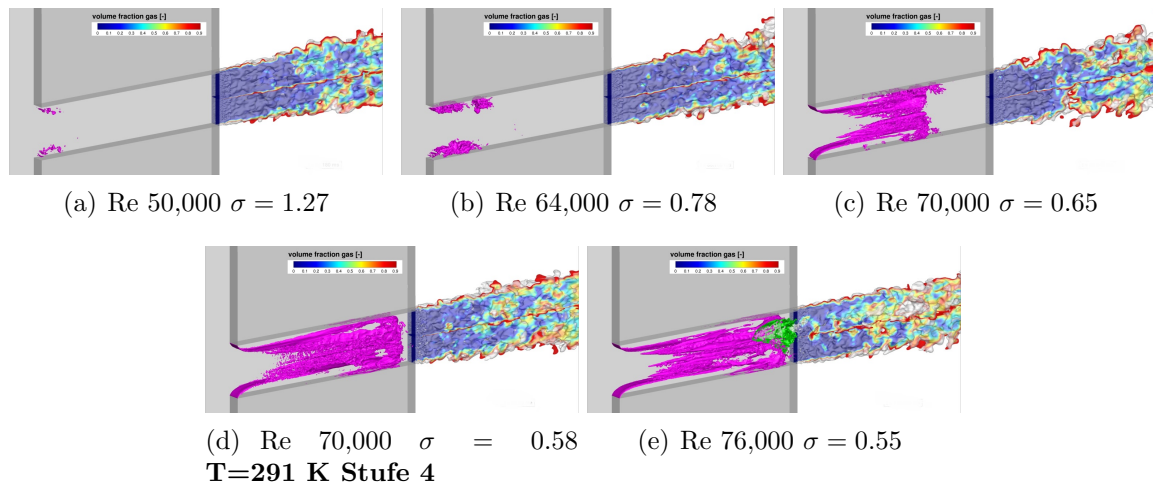 volume fraction gas [-]
0 0.1 0.2 0.3 0.4 0.5 0.6 0.7 0.8 0.9
volume fraction gas [-]
0 0.1 0.2 0.3 0.4 0.5 0.6 0.7 0.8 0.9
volume fraction gas [-]
0 0.1 0.2 0.3 0.4 0.5 0.6 0.7 0.8 0.9
(a) Re 50,000 σ = 1.27
(b) Re 64,000 σ = 0.78
(c) Re 70,000 σ = 0.65
volume fraction gas [-]
0 0.1 0.2 0.3 0.4 0.5 0.6 0.7 0.8 0.9
volume fraction gas [-]
0 0.1 0.2 0.3 0.4 0.5 0.6 0.7 0.8 0.9
(d) Re 70,000 σ = 0.58
T=291 K Stufe 4
(e) Re 76,000 σ = 0.55